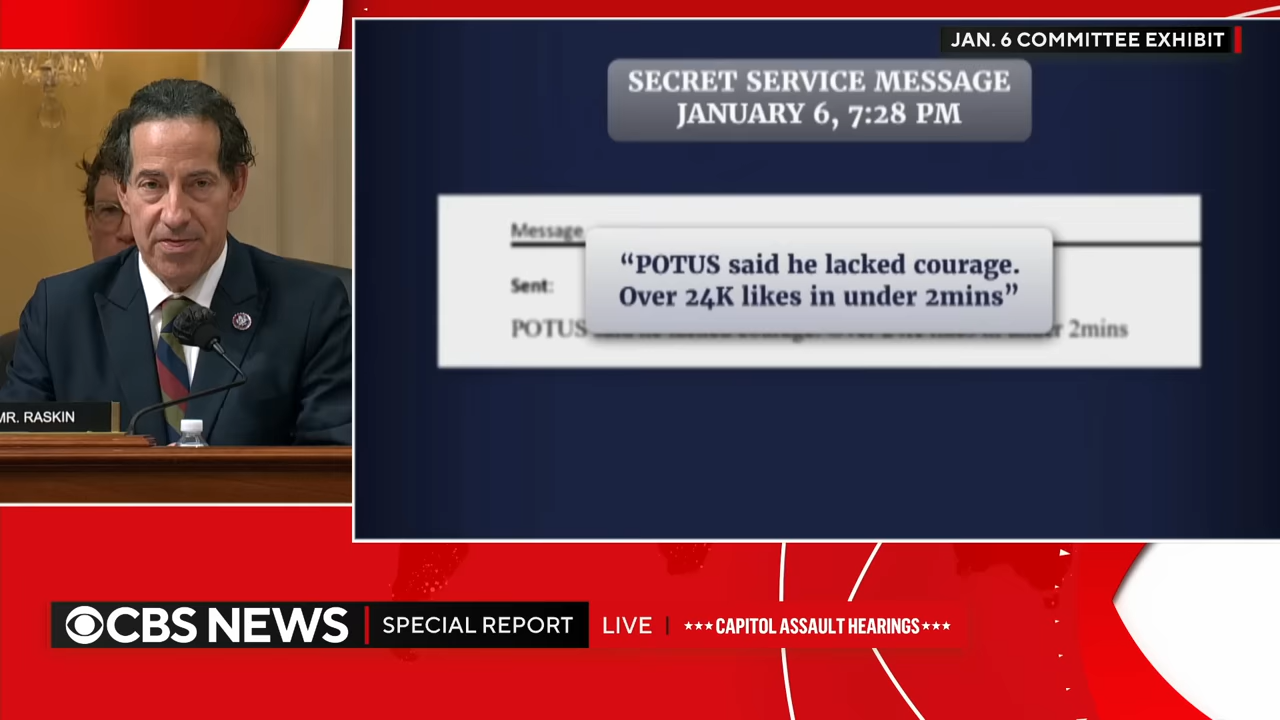 JAN. 6 COMMITTEE EXHIBIT
SECRET SERVICE MESSAGE
JANUARY 6, 7:28 PM
Message
“POTUS said he lacked courage.
Over 24K likes in under 2mins”
Sent:
POTUS 2mins
MR. RASKIN
CBS NEWS SPECIAL REPORT LIVE ★★★CAPITOL ASSAULT HEARINGS★★★